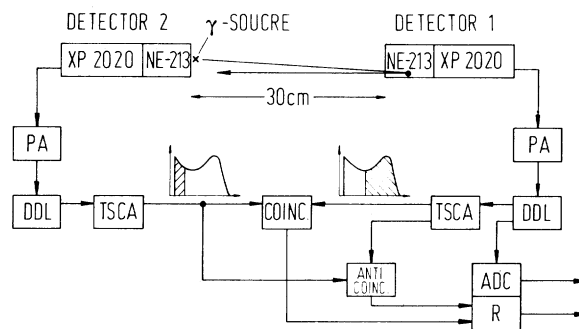 DETECTOR 2
γ-SOUCRE
DETECTOR 1
XP 2020
NE-213
×
NE-213
XP 2020
30cm
PA
PA
DDL
TSCA
COINC.
TSCA
DDL
ANTI
COINC.
ADC
R